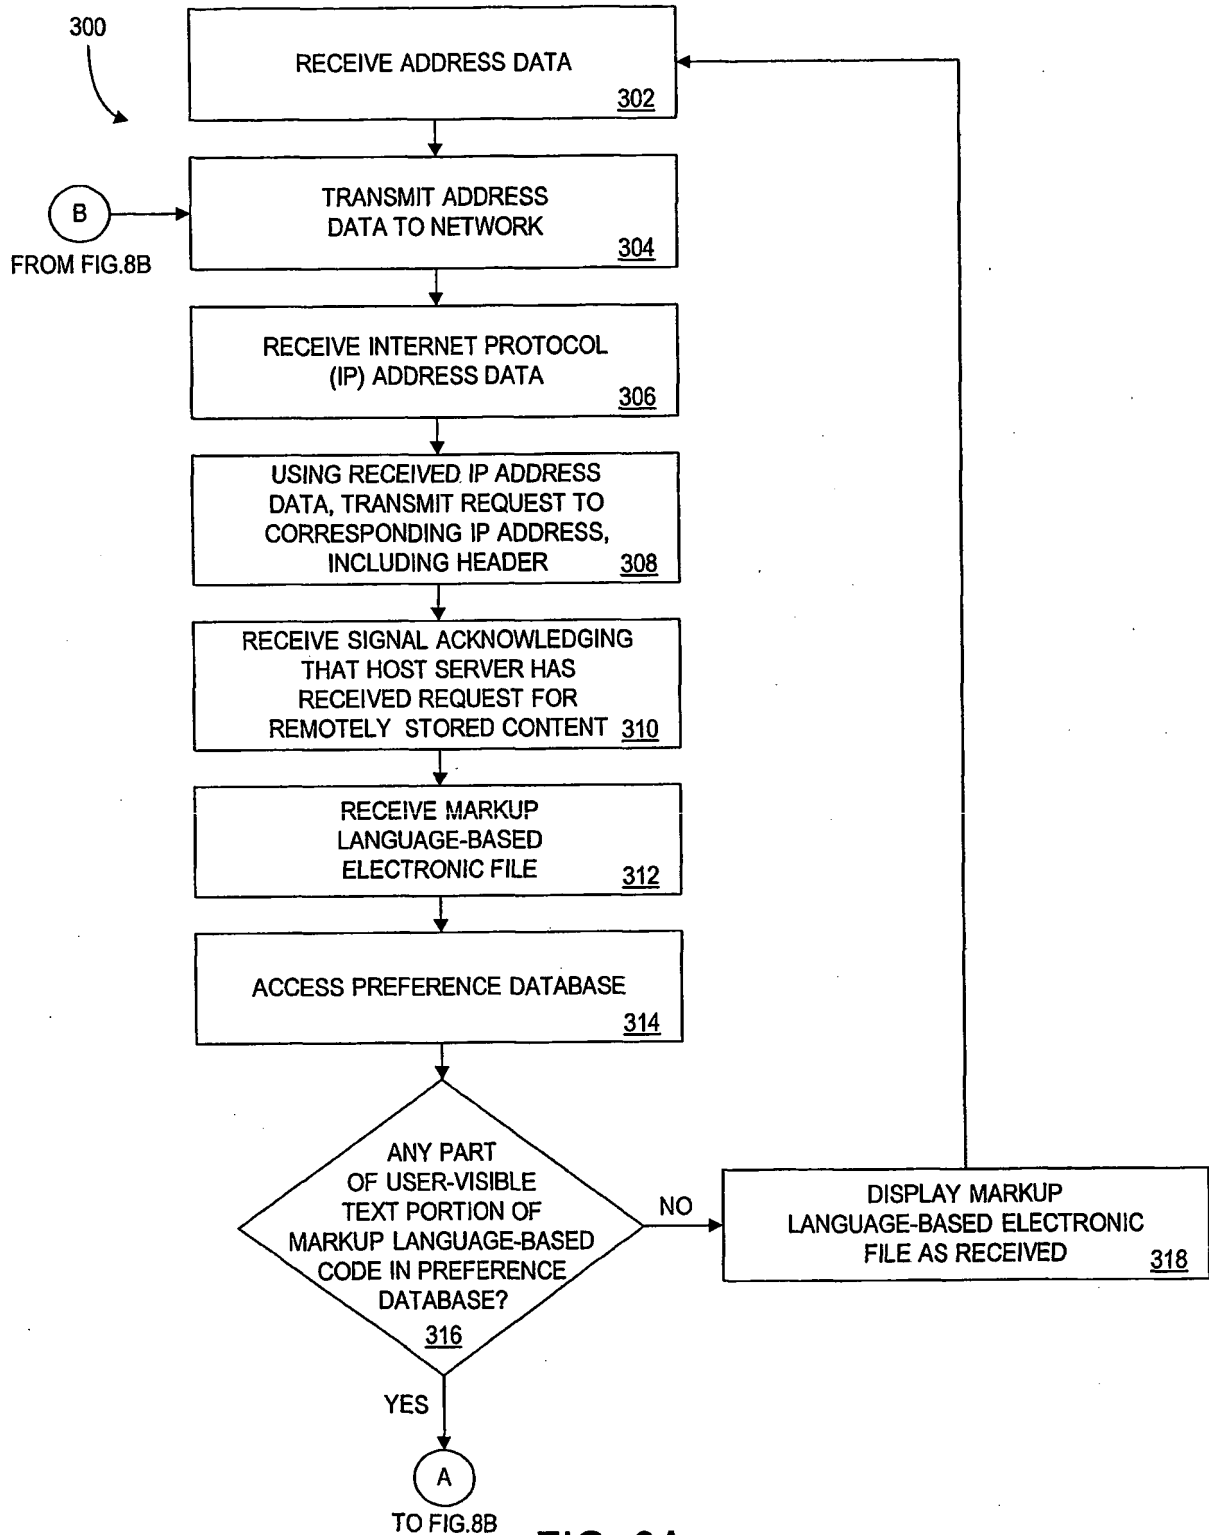 300
RECEIVE ADDRESS DATA
302
B
FROM FIG.8B
TRANSMIT ADDRESS
DATA TO NETWORK
304
RECEIVE INTERNET PROTOCOL
(IP) ADDRESS DATA
306
USING RECEIVED IP ADDRESS
DATA, TRANSMIT REQUEST TO
CORRESPONDING IP ADDRESS,
INCLUDING HEADER 308
RECEIVE SIGNAL ACKNOWLEDGING
THAT HOST SERVER HAS
RECEIVED REQUEST FOR
REMOTELY STORED CONTENT 310
RECEIVE MARKUP
LANGUAGE-BASED
ELECTRONIC FILE
312
ACCESS PREFERENCE DATABASE
314
ANY PART
OF USER-VISIBLE
TEXT PORTION OF
MARKUP LANGUAGE-BASED
CODE IN PREFERENCE
DATABASE?
316
NO
DISPLAY MARKUP
LANGUAGE-BASED ELECTRONIC
FILE AS RECEIVED 318
YES
A
TO FIG.8B